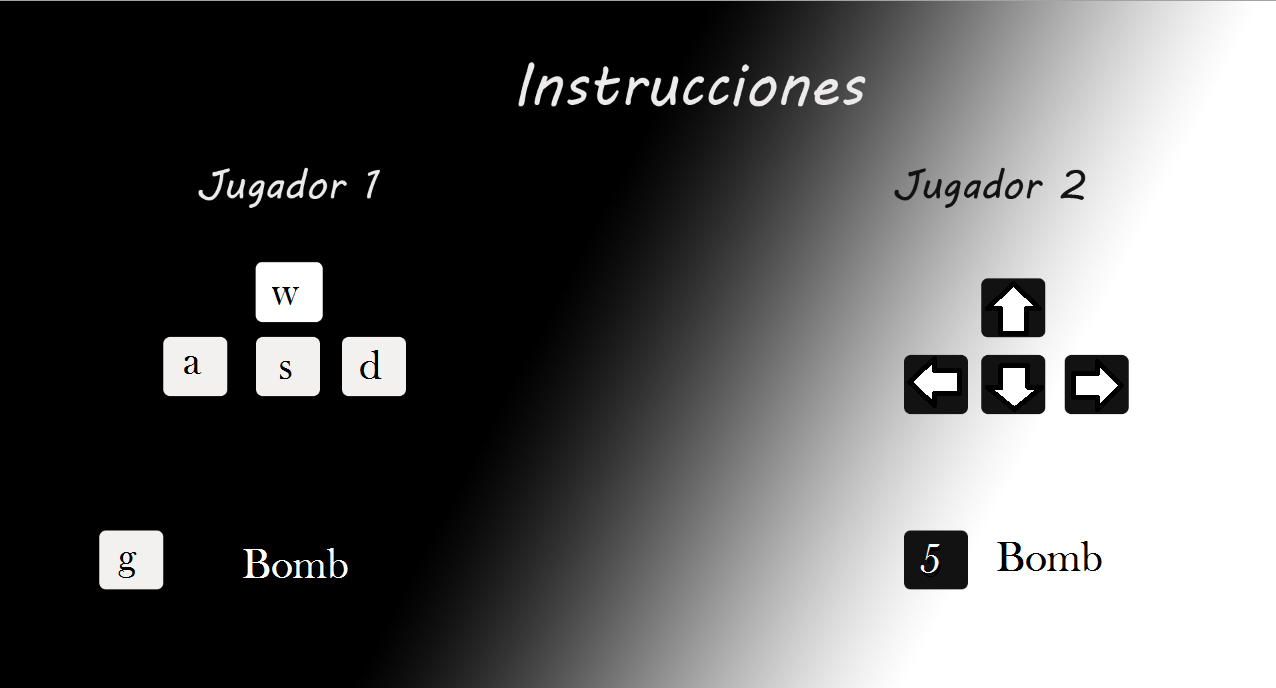 Instrucciones
Jugador 1
Jugador 2
w
a s d
g Bomb
5 Bomb